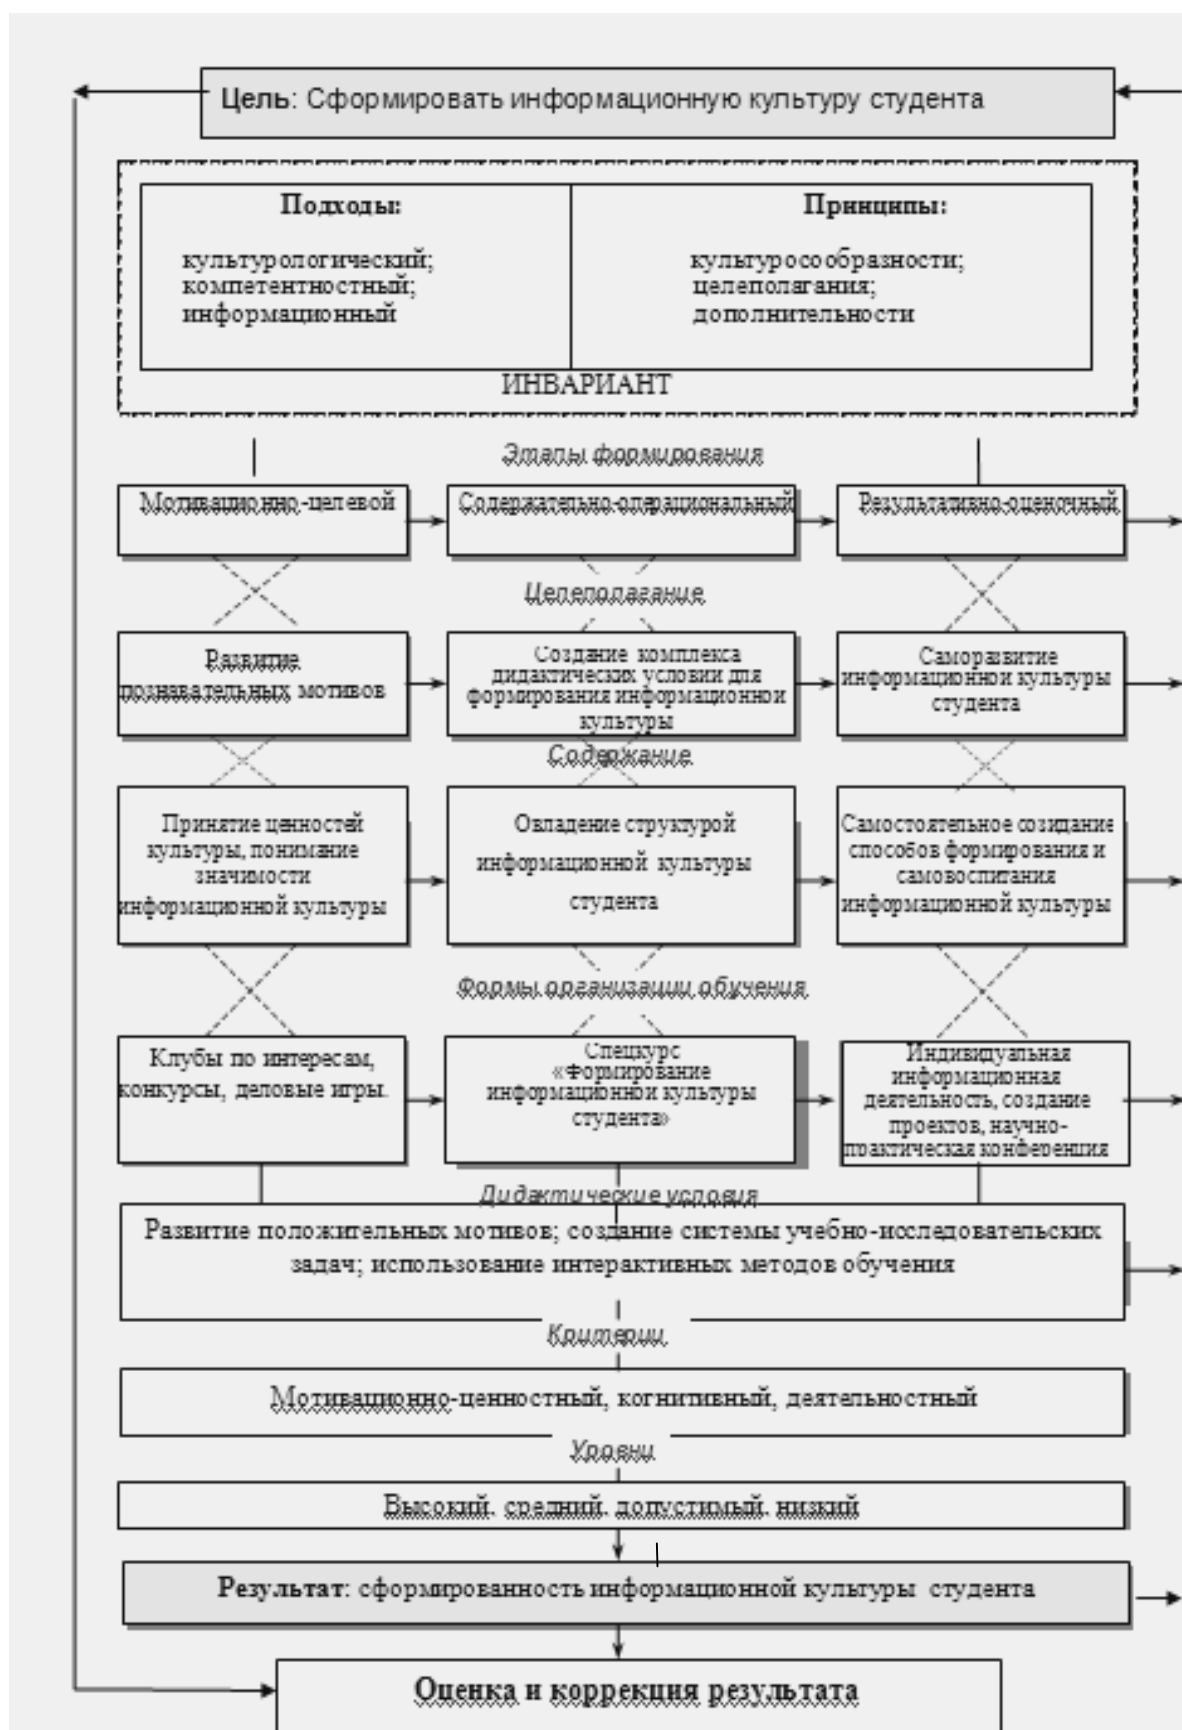 Цель: Сформировать информационную культуру студента
Подходы:
культурологический;
компетентностный;
информационный
Принципы:
культуросообразности;
целеполагания;
дополнительности
ИНВАРИАНТ
Этапы формирования
Мотивационно-целевой
Содержательно-операциональный
Результативно-оценочный
Целеполагание
Развитие
познавательных мотивов
Создание комплекса
дидактических условии для
формирования информационнои
культуры
Саморазвитие
информационной культуры
студента
Содержание
Принятие ценностей
культуры, понимание
значимости
информационной культуры
Овладение структурой
информационной культуры
студента
Самостоятельное созидание
способов формирования и
самовоспитания
информационной культуры
Формы организации обучения
Клубы по интересам,
конкурсы, деловые игры.
Спецкурс
«Формирование
информационнои культуры
студента»
Индивидуальная
информационная
деятельность, создание
проектов, научно-
практическая конференция
Дидактические условия
Развитие положительных мотивов; создание системы учебно-исследовательских
задач; использование интерактивных методов обучения
Критерии
Мотивационно-ценностный, когнитивный, деятельностный
Уровни
Высокий. средний. допустимый. низкий
Результат: сформированность информационной культуры студента
Оценка и коррекция результата